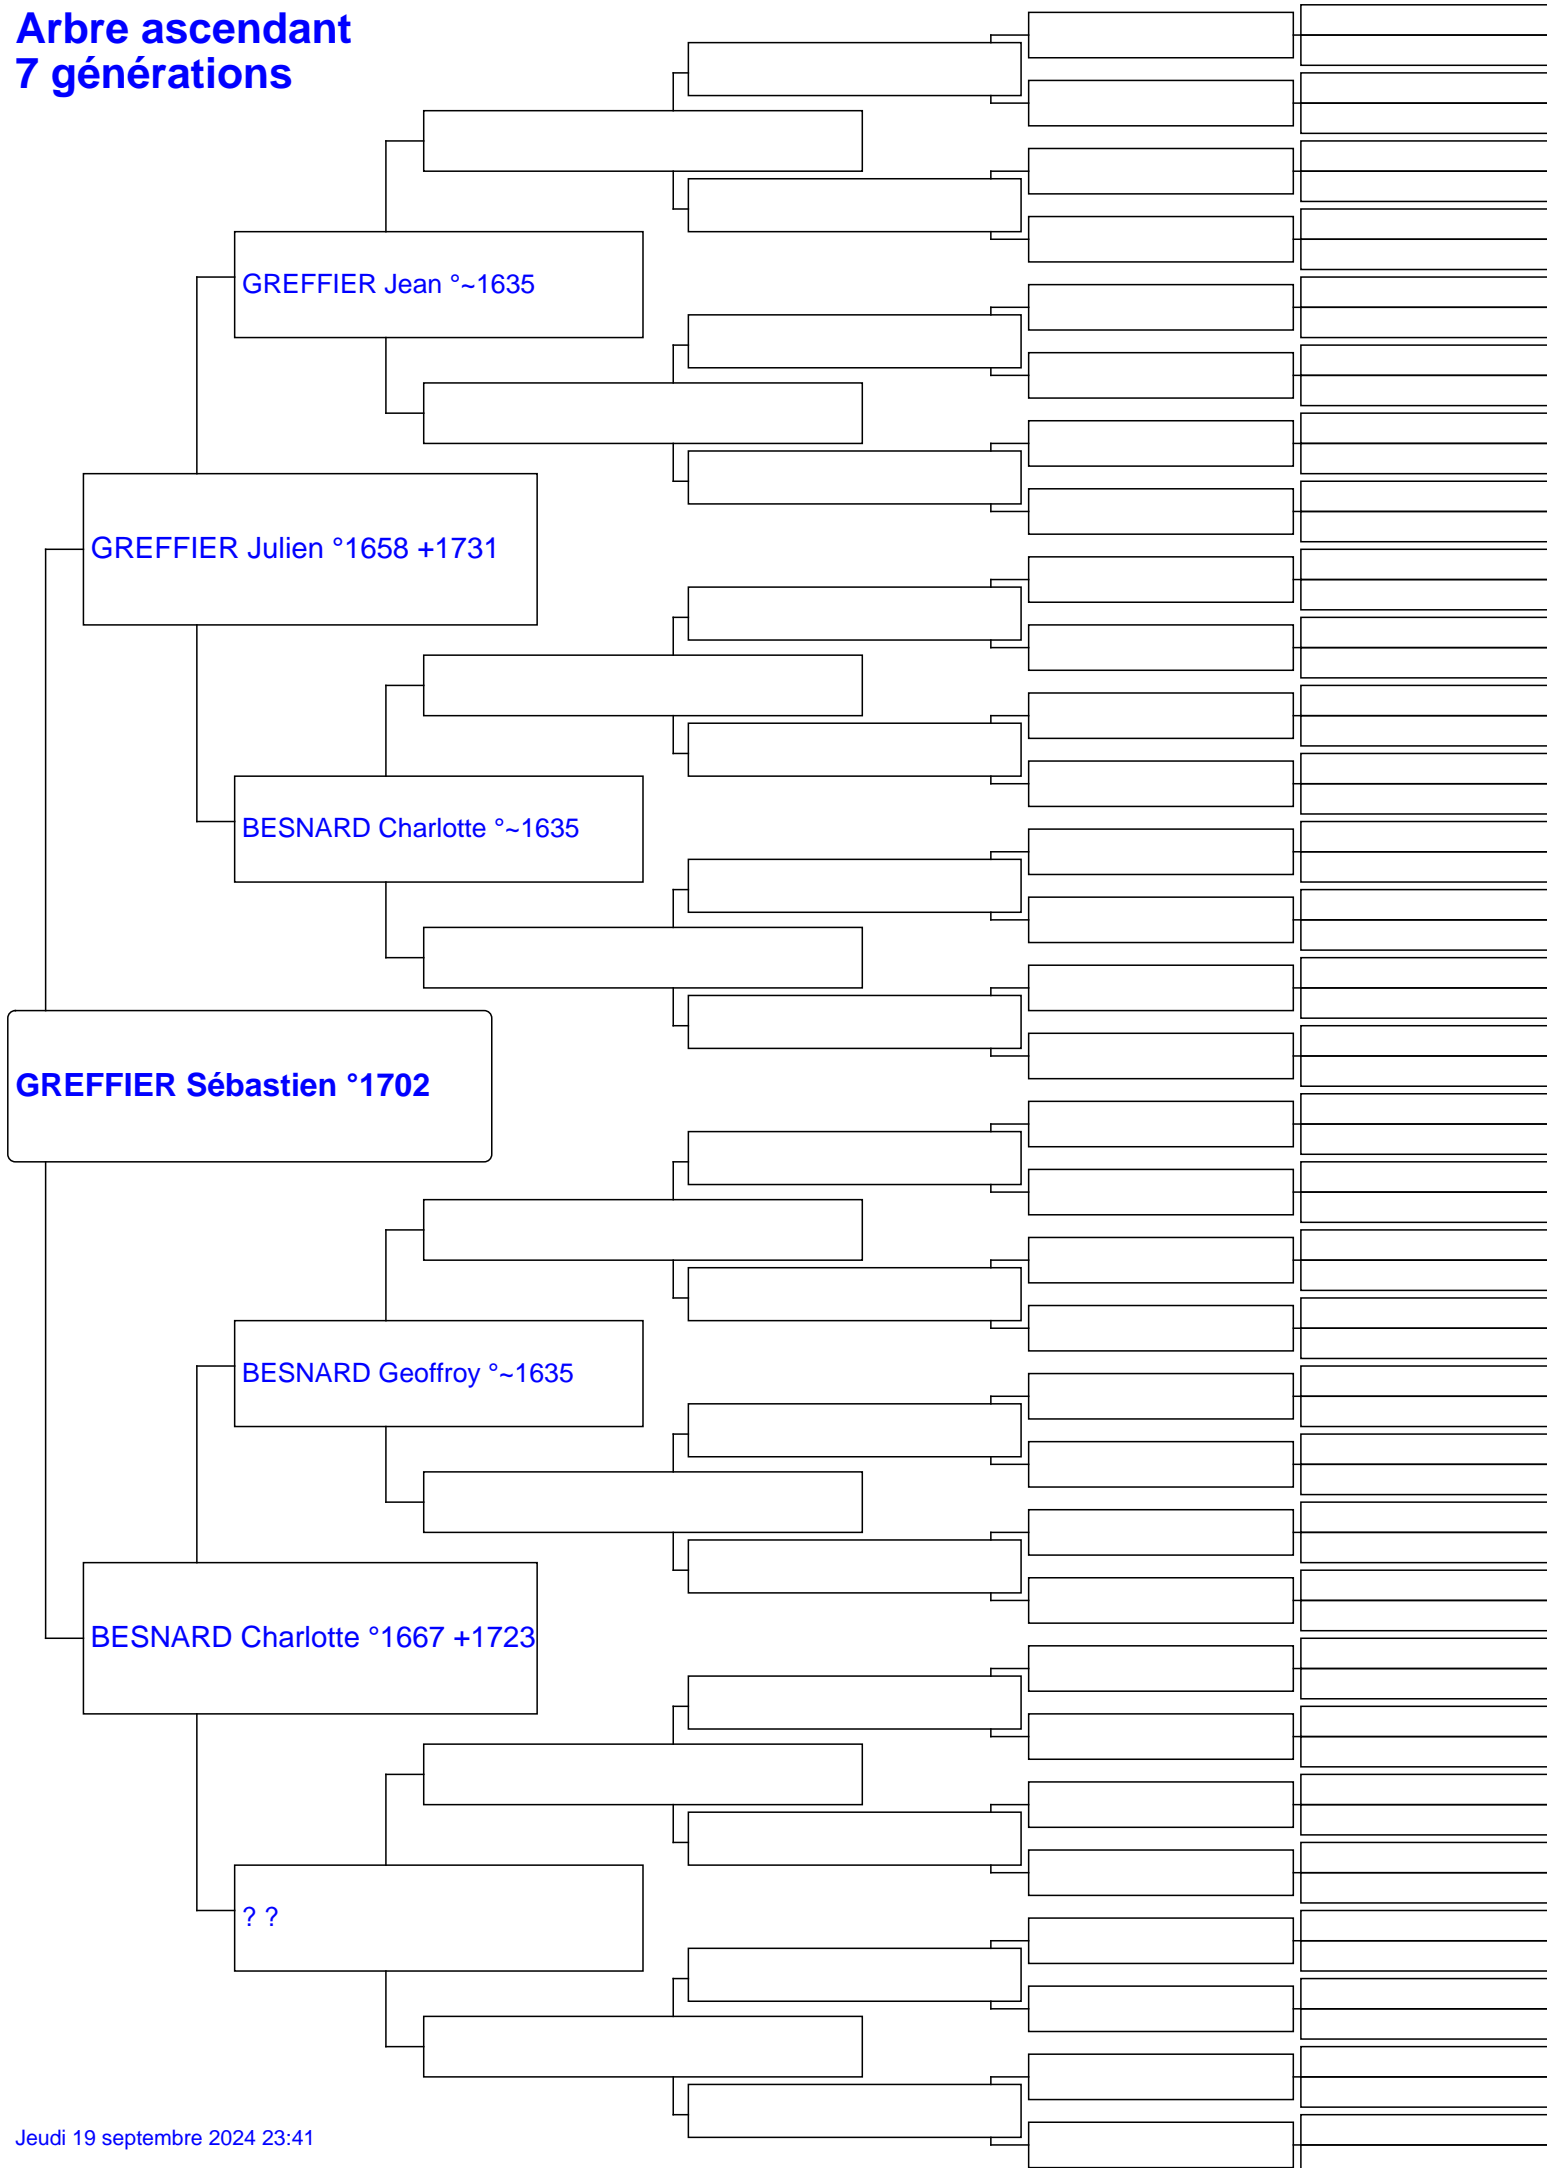 Arbre ascendant
7 générations
GREFFIER Jean °~1635
GREFFIER Julien °1658 +1731
BESNARD Charlotte °~1635
GREFFIER Sébastien °1702
BESNARD Geoffroy °~1635
BESNARD Charlotte °1667 +1723
? ?
Jeudi 19 septembre 2024 23:41